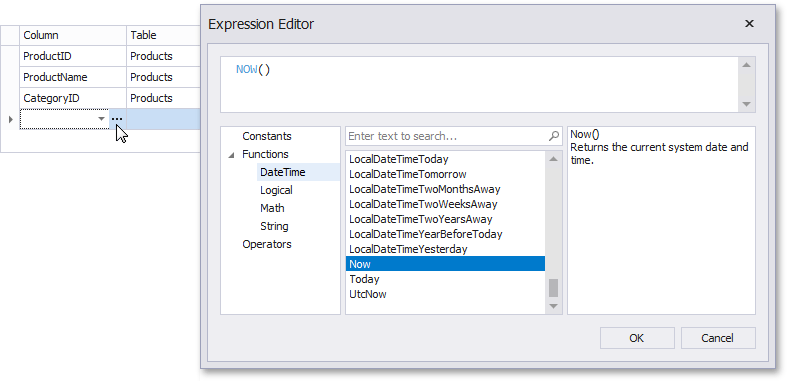 Column Table
ProductID Products
ProductName Products
CategoryID Products
...
Expression Editor
NOW()
Constants
Functions
DateTime
Logical
Math
String
Operators
Enter text to search...
LocalDateTimeToday
LocalDateTimeTomorrow
LocalDateTimeTwoMonthsAway
LocalDateTimeTwoWeeksAway
LocalDateTimeTwoYearsAway
LocalDateTimeYearBeforeToday
LocalDateTimeYesterday
Now
Today
UtcNow
Now()
Returns the current system date and
time.
OK Cancel